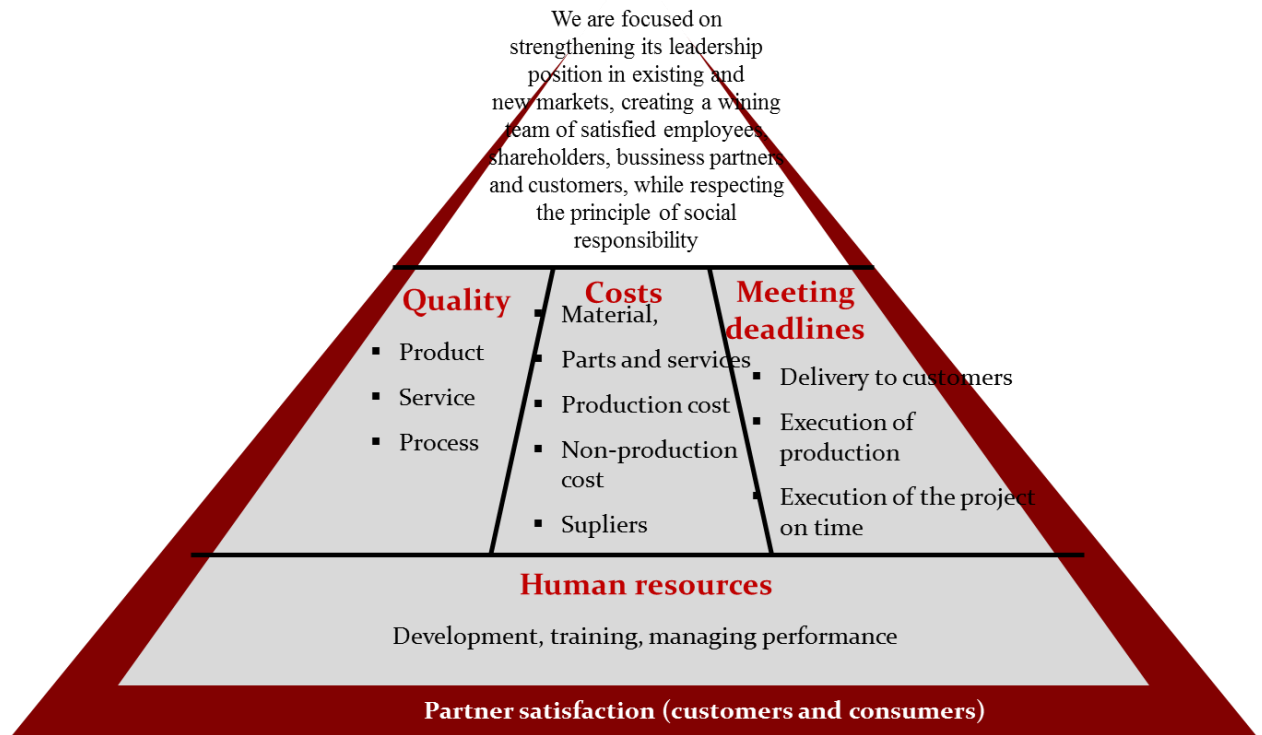 We are focused on
strengthening its leadership
position in existing and
new markets, creating a wining
team of satisfied employees,
shareholders, bussiness partners
and customers, while respecting
the principle of social
responsibility
Quality
▪ Product
▪ Service
▪ Process
Costs
▪ Material,
▪ Parts and services
▪ Production cost
▪ Non-production
cost
▪ Supliers
Meeting
deadlines
▪ Delivery to customers
▪ Execution of
production
▪ Execution of the project
on time
Human resources
Development, training, managing performance
Partner satisfaction (customers and consumers)